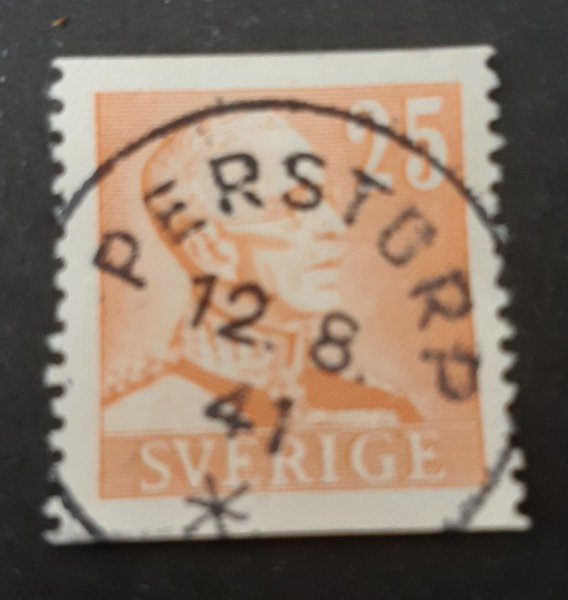 25
PERSTORP
12. 8.
41
SVERIGE
*